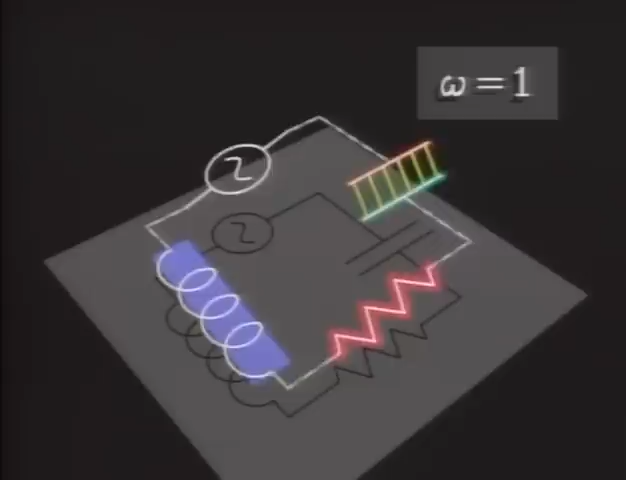 ω = 1